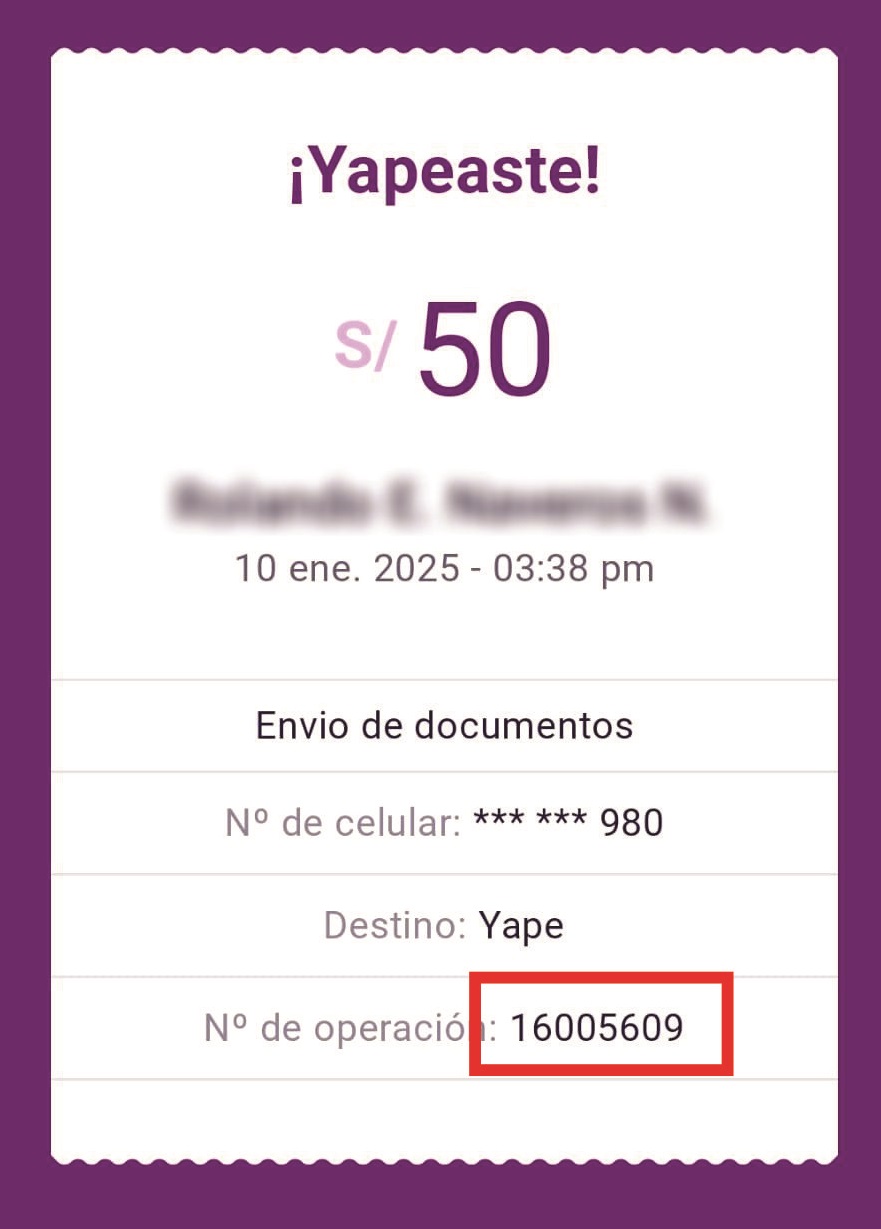 ¡Yapeaste!
S/ 50
10 ene. 2025 - 03:38 pm
Envio de documentos
Nº de celular: *** *** 980
Destino: Yape
Nº de operación: 16005609